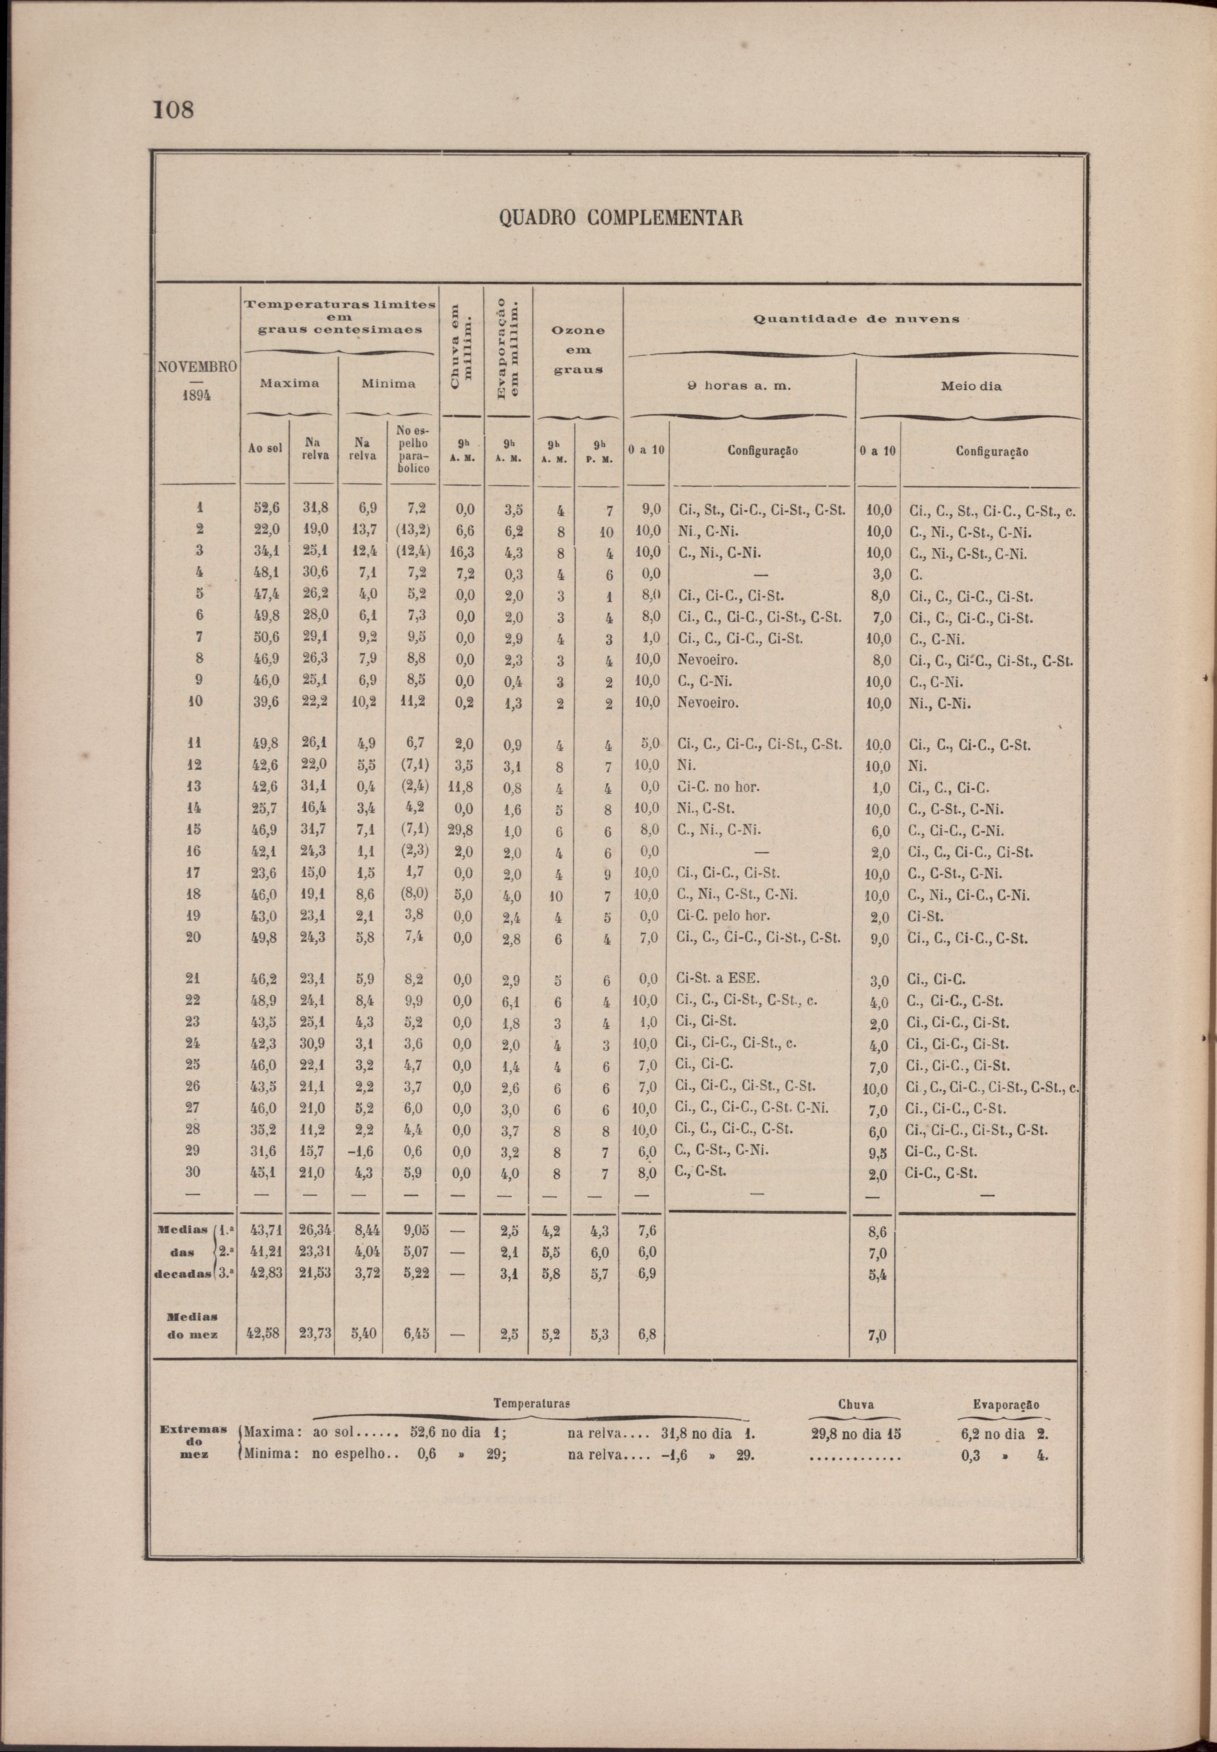 108
QUADRO COMPLEMENTAR
NOVEMBRO
—
1894
Temperaturas limites
em
graus centesimaes
Chuva em
millim.
Evaporação
em millim.
Ozone
em
graus
Quantidade de nuvens
Maxima Minima 9 horas a. m. Meio dia
Ao sol Na relva Na relva No espelho parabolico 9h A. M. 9h A. M. 9h A. M. 9h P. M. 0 a 10 Configuração 0 a 10 Configuração
1 52,6 31,8 6,9 7,2 0,0 3,5 4 7 9,0 Ci., St., Ci-C., Ci-St., C-St. 10,0 Ci., C., St., Ci-C., C-St., c.
2 22,0 19,0 13,7 (13,2) 6,6 6,2 8 10 10,0 Ni., C-Ni. 10,0 C., Ni., C-St., C-Ni.
3 34,1 25,1 12,4 (12,4) 16,3 4,3 8 4 10,0 C., Ni., C-Ni. 10,0 C., Ni., C-St., C-Ni.
4 48,1 30,6 7,1 7,2 7,2 0,3 4 6 0,0 — 3,0 C.
5 47,4 26,2 4,0 5,2 0,0 2,0 3 1 8,0 Ci., Ci-C., Ci-St. 8,0 Ci., C., Ci-C., Ci-St.
6 49,8 28,0 6,1 7,3 0,0 2,0 3 4 8,0 Ci., C., Ci-C., Ci-St., C-St. 7,0 Ci., C., Ci-C., Ci-St.
7 50,6 29,1 9,2 9,5 0,0 2,9 4 3 1,0 Ci., C., Ci-C., Ci-St. 10,0 C., C-Ni.
8 46,9 26,3 7,9 8,8 0,0 2,3 3 4 10,0 Nevoeiro. 8,0 Ci., C., Ci-C., Ci-St., C-St.
9 46,0 25,1 6,9 8,5 0,0 0,4 3 2 10,0 C., C-Ni. 10,0 C., C-Ni.
10 39,6 22,2 10,2 11,2 0,2 1,3 2 2 10,0 Nevoeiro. 10,0 Ni., C-Ni.
11 49,8 26,1 4,9 6,7 2,0 0,9 4 4 5,0 Ci., C., Ci-C., Ci-St., C-St. 10,0 Ci., C., Ci-C., C-St.
12 42,6 22,0 5,5 (7,1) 3,5 3,1 8 7 10,0 Ni. 10,0 Ni.
13 42,6 31,1 0,4 (2,4) 11,8 0,8 4 4 0,0 Ci-C. no hor. 1,0 Ci., C., Ci-C.
14 25,7 16,4 3,4 4,2 0,0 1,6 5 8 10,0 Ni., C-St. 10,0 C., C-St., C-Ni.
15 46,9 31,7 7,1 (7,1) 29,8 1,0 6 6 8,0 C., Ni., C-Ni. 6,0 C., Ci-C., C-Ni.
16 42,1 24,3 1,1 (2,3) 2,0 2,0 4 6 0,0 — 2,0 Ci., C., Ci-C., Ci-St.
17 23,6 15,0 1,5 1,7 0,0 2,0 4 9 10,0 Ci., Ci-C., Ci-St. 10,0 C., C-St., C-Ni.
18 46,0 19,1 8,6 (8,0) 5,0 4,0 10 7 10,0 C., Ni., C-St., C-Ni. 10,0 C., Ni., Ci-C., C-Ni.
19 43,0 23,1 2,1 3,8 0,0 2,4 4 5 0,0 Ci-C. pelo hor. 2,0 Ci-St.
20 49,8 24,3 5,8 7,4 0,0 2,8 6 4 7,0 Ci., C., Ci-C., Ci-St., C-St. 9,0 Ci., C., Ci-C., C-St.
21 46,2 23,1 5,9 8,2 0,0 2,9 5 6 0,0 Ci-St. a ESE. 3,0 Ci., Ci-C.
22 48,9 24,1 8,4 9,9 0,0 6,1 6 4 10,0 Ci., C., Ci-St., C-St., c. 4,0 C., Ci-C., C-St.
23 43,5 25,1 4,3 5,2 0,0 1,8 3 4 1,0 Ci., Ci-St. 2,0 Ci., Ci-C., Ci-St.
24 42,3 30,9 3,1 3,6 0,0 2,0 4 3 10,0 Ci., Ci-C., Ci-St., c. 4,0 Ci., Ci-C., Ci-St.
25 46,0 22,1 3,2 4,7 0,0 1,4 4 6 7,0 Ci., Ci-C. 7,0 Ci., Ci-C., Ci-St.
26 43,5 21,1 2,2 3,7 0,0 2,6 6 6 7,0 Ci., Ci-C., Ci-St., C-St. 10,0 Ci., C., Ci-C., Ci-St., C-St., c.
27 46,0 21,0 5,2 6,0 0,0 3,0 6 6 10,0 Ci., C., Ci-C., C-St. C-Ni. 7,0 Ci., Ci-C., C-St.
28 35,2 11,2 2,2 4,4 0,0 3,7 8 8 10,0 Ci., C., Ci-C., C-St. 6,0 Ci., Ci-C., Ci-St., C-St.
29 31,6 15,7 –1,6 0,6 0,0 3,2 8 7 6,0 C., C-St., C-Ni. 9,5 Ci-C., C-St.
30 45,1 21,0 4,3 5,9 0,0 4,0 8 7 8,0 C., C-St. 2,0 Ci-C., C-St.
— — — — — — — — — — — — —
Medias 1.ª 43,71 26,34 8,44 9,05 — 2,5 4,2 4,3 7,6 8,6
das 2.ª 41,21 23,31 4,04 5,07 — 2,1 5,5 6,0 6,0 7,0
decadas 3.ª 42,83 21,53 3,72 5,22 — 3,1 5,8 5,7 6,9 5,4
Medias
do mez 42,58 23,73 5,40 6,45 — 2,5 5,2 5,3 6,8 7,0
Temperaturas Chuva Evaporação
Extremas
do
mez
Maxima: ao sol...... 52,6 no dia 1; na relva.... 31,8 no dia 1. 29,8 no dia 15 6,2 no dia 2.
Minima: no espelho.. 0,6 » 29; na relva.... –1,6 » 29. ............. 0,3 » 4.